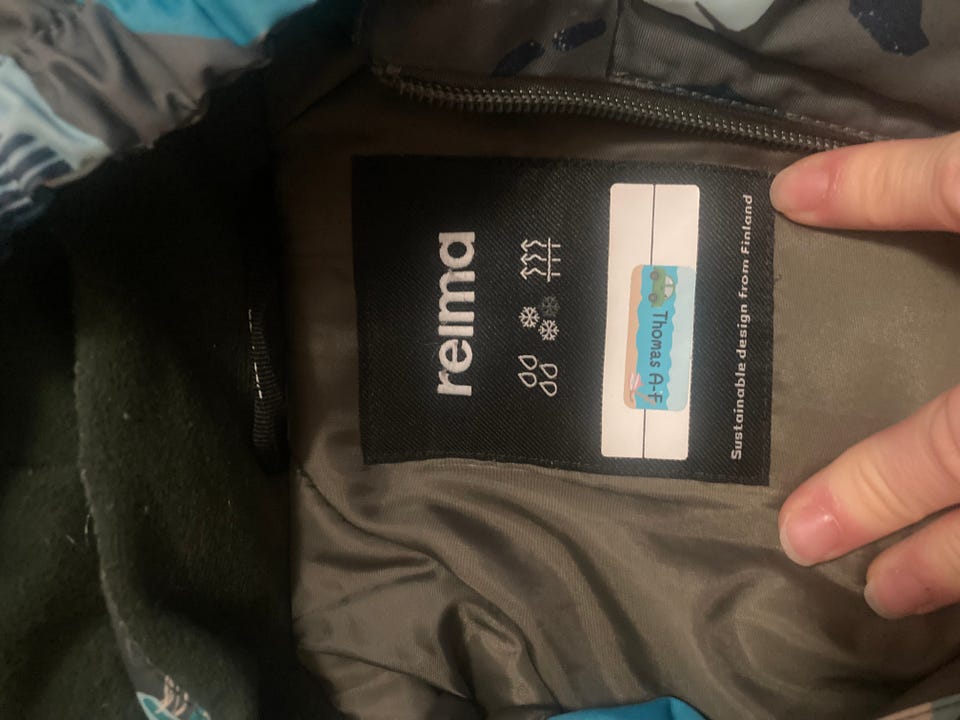 reima
Thomas A-F
Sustainable design from Finland